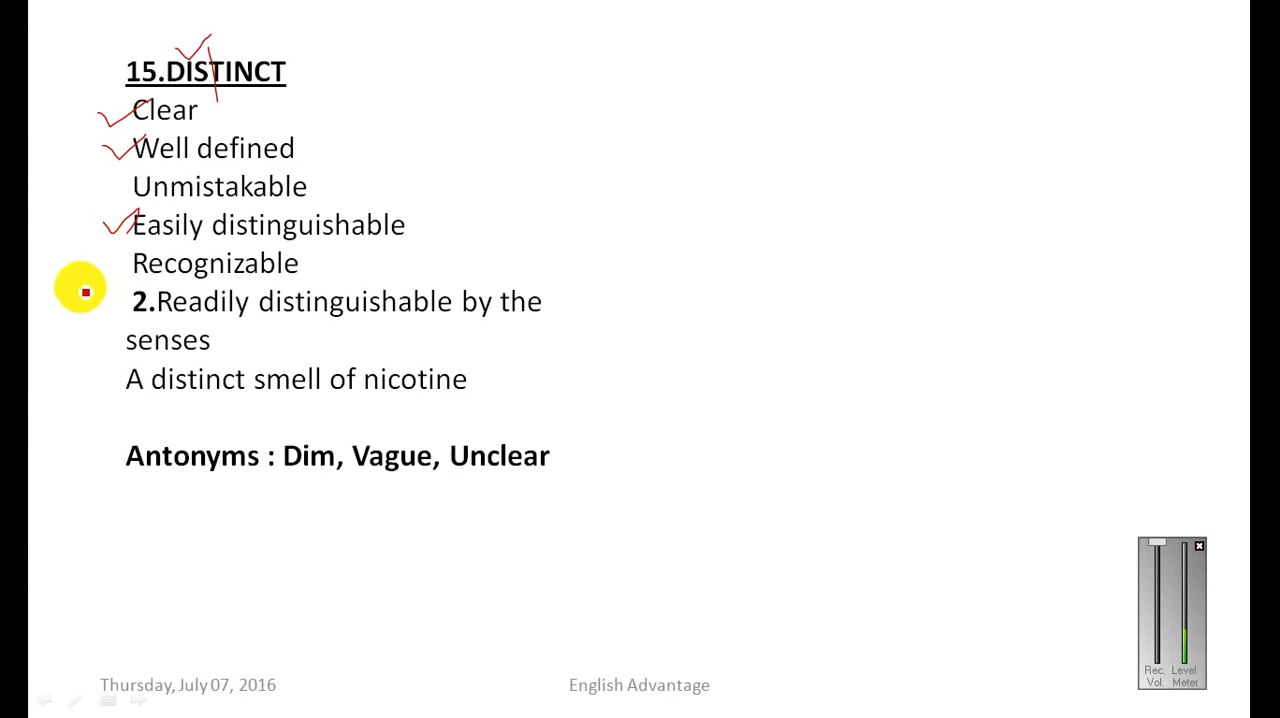 15.DISTINCT
Clear
Well defined
Unmistakable
Easily distinguishable
Recognizable
2.Readily distinguishable by the
senses
A distinct smell of nicotine
Antonyms : Dim, Vague, Unclear
Rec. Level
Vol. Meter
Thursday, July 07, 2016 English Advantage